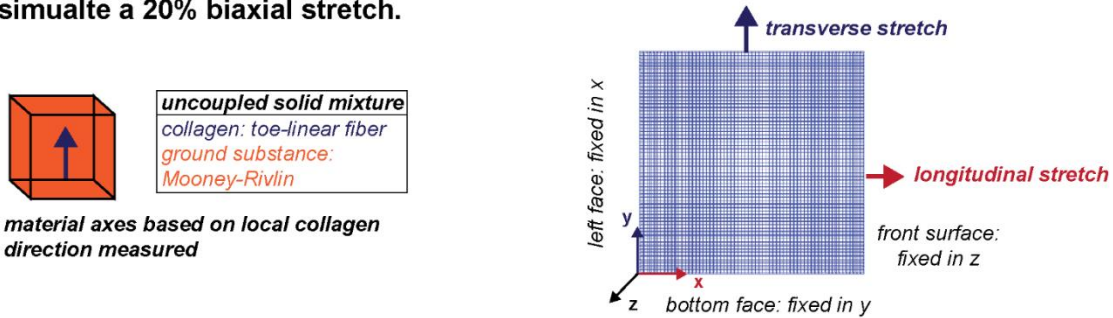 simualte a 20% biaxial stretch.
uncoupled solid mixture
collagen: toe-linear fiber
ground substance:
Mooney-Rivlin
material axes based on local collagen
direction measured
transverse stretch
left face: fixed in x
longitudinal stretch
y
front surface:
fixed in z
x
z
bottom face: fixed in y